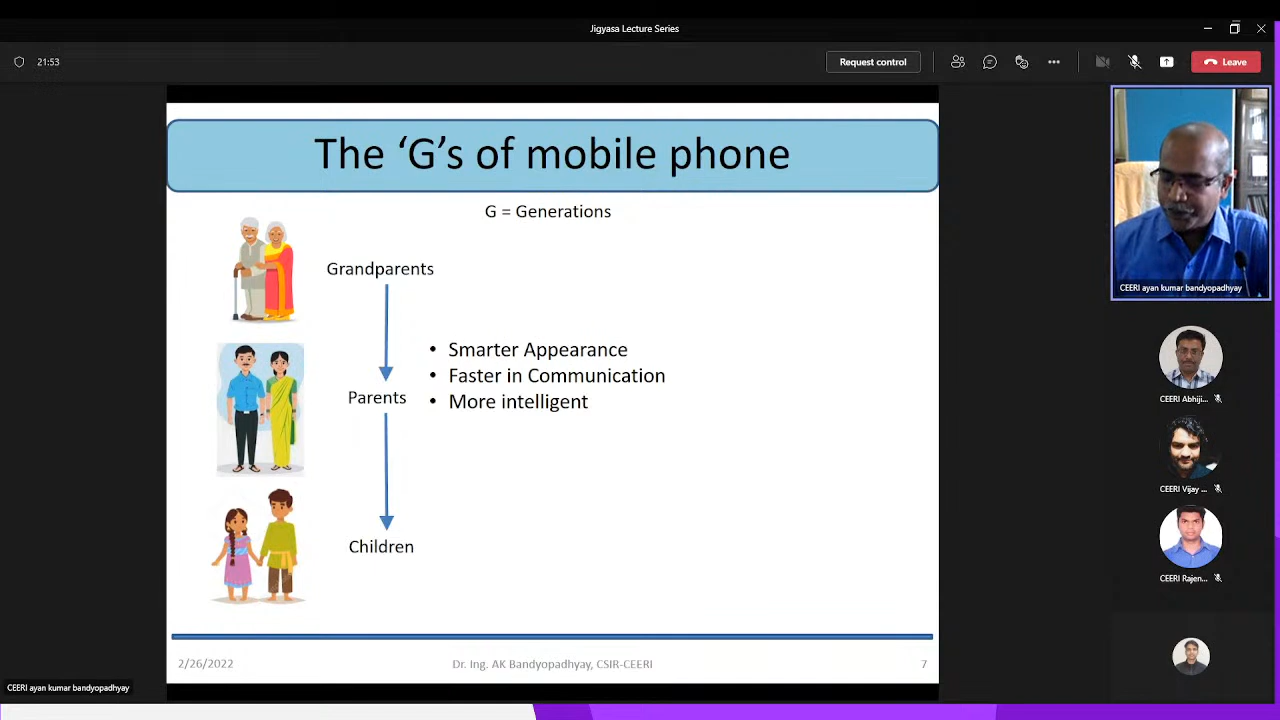 Jigyasa Lecture Series
21:53
Request control
Leave
The ‘G’s of mobile phone
G = Generations
Grandparents
• Smarter Appearance
• Faster in Communication
• More intelligent
Parents
Children
2/26/2022
Dr. Ing. AK Bandyopadhyay, CSIR-CEERI
7
CEERI ayan kumar bandyopadhyay
CEERI Abhiji...
CEERI Vijay ...
CEERI Rajen...
CEERI ayan kumar bandyopadhyay